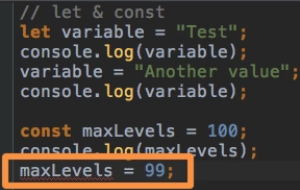 // let & const
let variable = "Test";
console.log(variable);
variable = "Another value";
console.log(variable);
const maxLevels = 100;
console.log(maxLevels);
maxLevels = 99;